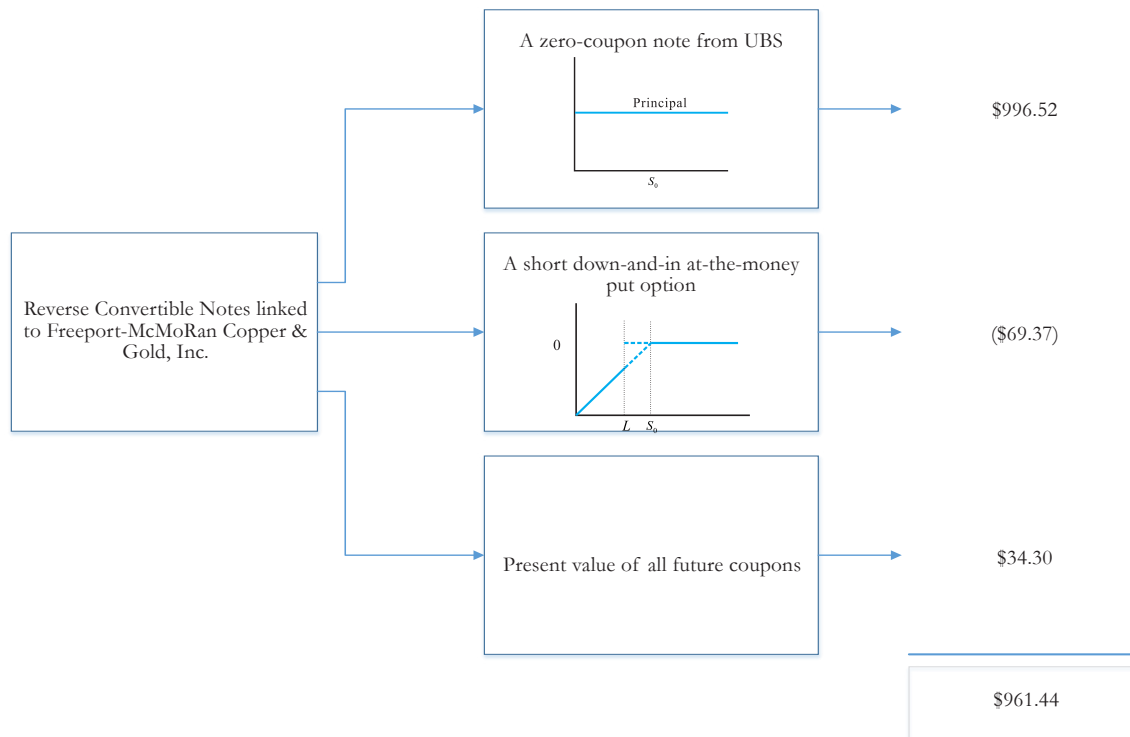 A zero-coupon note from UBS
Principal
S₀
$996.52
Reverse Convertible Notes linked
to Freeport-McMoRan Copper &
Gold, Inc.
A short down-and-in at-the-money
put option
0
L S₀
($69.37)
Present value of all future coupons
$34.30
$961.44